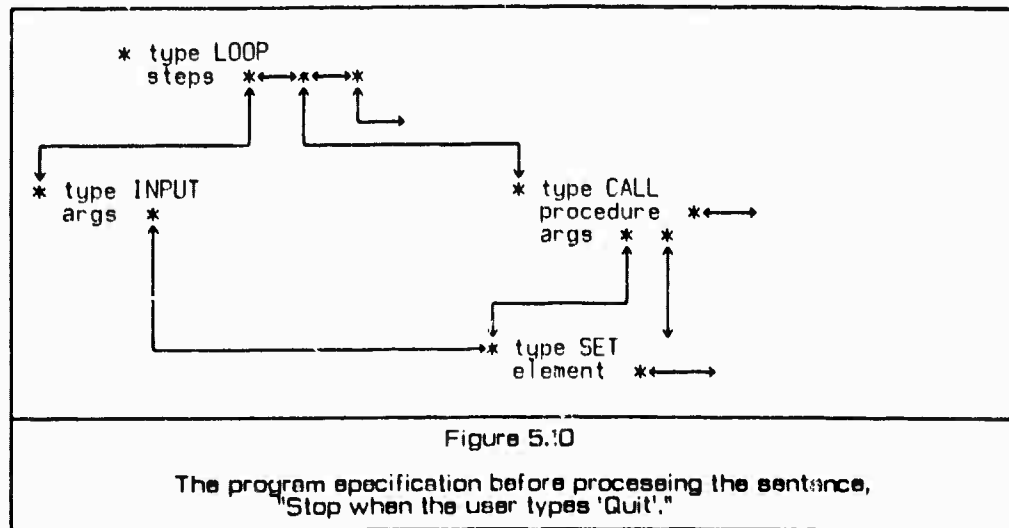 * type LOOP
steps * * *
* type INPUT
args *
* type CALL
procedure *
args * *
* type SET
element *
Figure 5.10
The program specification before processing the sentence,
"Stop when the user types 'Quit'."